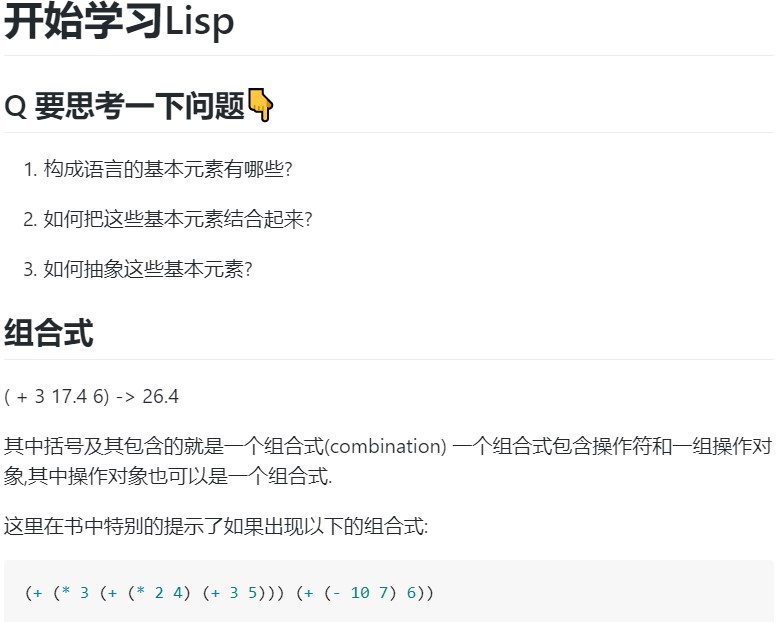 开始学习Lisp
Q 要思考一下问题👇
1. 构成语言的基本元素有哪些?
2. 如何把这些基本元素结合起来?
3. 如何抽象这些基本元素?
组合式
( + 3 17.4 6) -> 26.4
其中括号及其包含的就是一个组合式(combination) 一个组合式包含操作符和一组操作对
象,其中操作对象也可以是一个组合式.
这里在书中特别的提示了如果出现以下的组合式:
(+ (* 3 (+ (* 2 4) (+ 3 5))) (+ (- 10 7) 6))